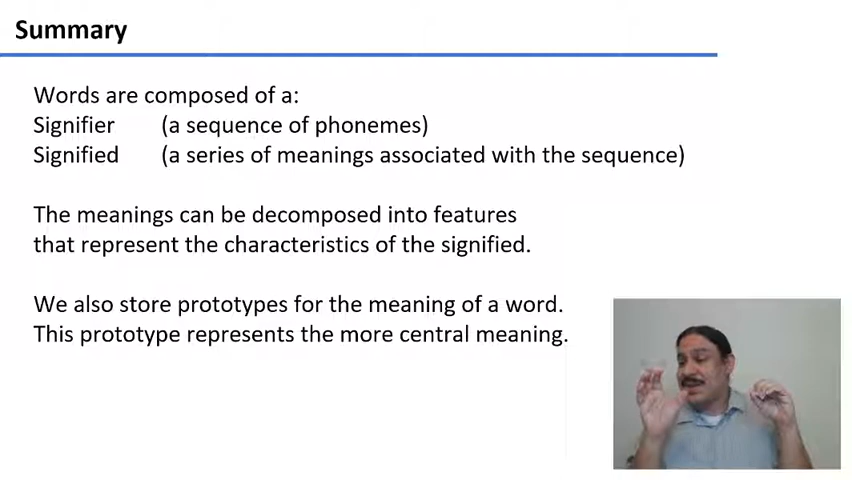 Summary
Words are composed of a:
Signifier (a sequence of phonemes)
Signified (a series of meanings associated with the sequence)
The meanings can be decomposed into features
that represent the characteristics of the signified.
We also store prototypes for the meaning of a word.
This prototype represents the more central meaning.